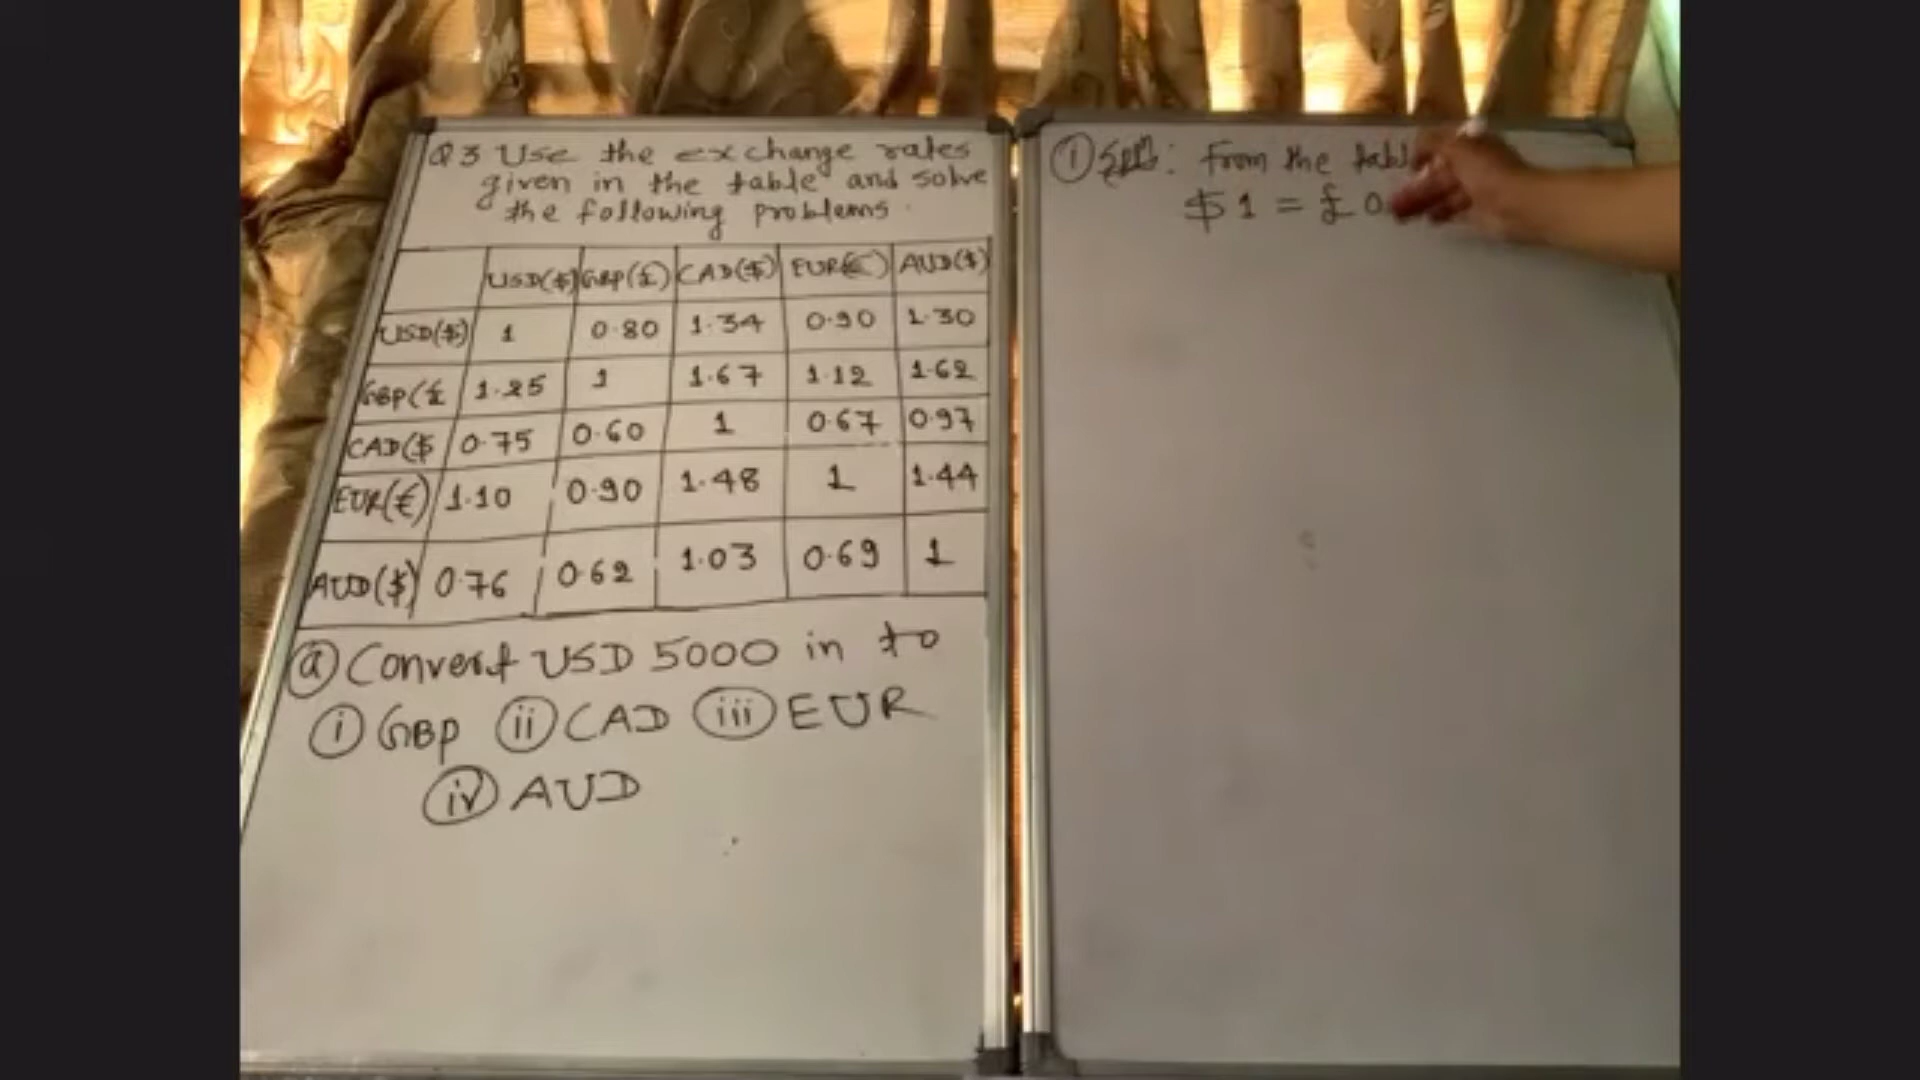 Q3 Use the exchange rates
given in the table and solve
the following problems.
USD($) GBP(£) CAD($) EUR(€) AUD($)
USD($) 1 0.80 1.34 0.90 1.30
GBP(£ 1.25 1 1.67 1.12 1.62
CAD($ 0.75 0.60 1 0.67 0.97
EUR(€) 1.10 0.90 1.48 1 1.44
AUD($) 0.76 0.62 1.03 0.69 1
(a) Convert USD 5000 in to
(i) GBP (ii) CAD (iii) EUR
(iv) AUD
(i) : From the tabl
$1 = £0.